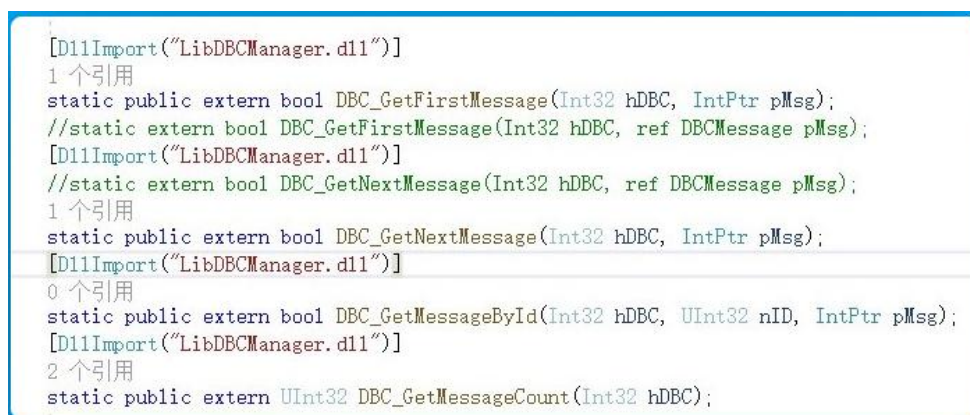 [DllImport("LibDBCManager.dll")]
1 个引用
static public extern bool DBC_GetFirstMessage(Int32 hDBC, IntPtr pMsg);
//static extern bool DBC_GetFirstMessage(Int32 hDBC, ref DBCMessage pMsg);
[DllImport("LibDBCManager.dll")]
//static extern bool DBC_GetNextMessage(Int32 hDBC, ref DBCMessage pMsg);
1 个引用
static public extern bool DBC_GetNextMessage(Int32 hDBC, IntPtr pMsg);
[DllImport("LibDBCManager.dll")]
0 个引用
static public extern bool DBC_GetMessageById(Int32 hDBC, UInt32 nID, IntPtr pMsg);
[DllImport("LibDBCManager.dll")]
2 个引用
static public extern UInt32 DBC_GetMessageCount(Int32 hDBC);